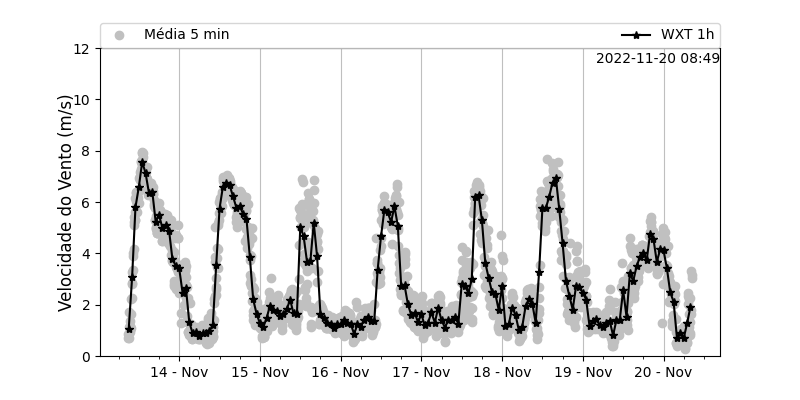 Média 5 min WXT 1h
2022-11-20 08:49
Velocidade do Vento (m/s)
12
10
8
6
4
2
0
14 - Nov 15 - Nov 16 - Nov 17 - Nov 18 - Nov 19 - Nov 20 - Nov